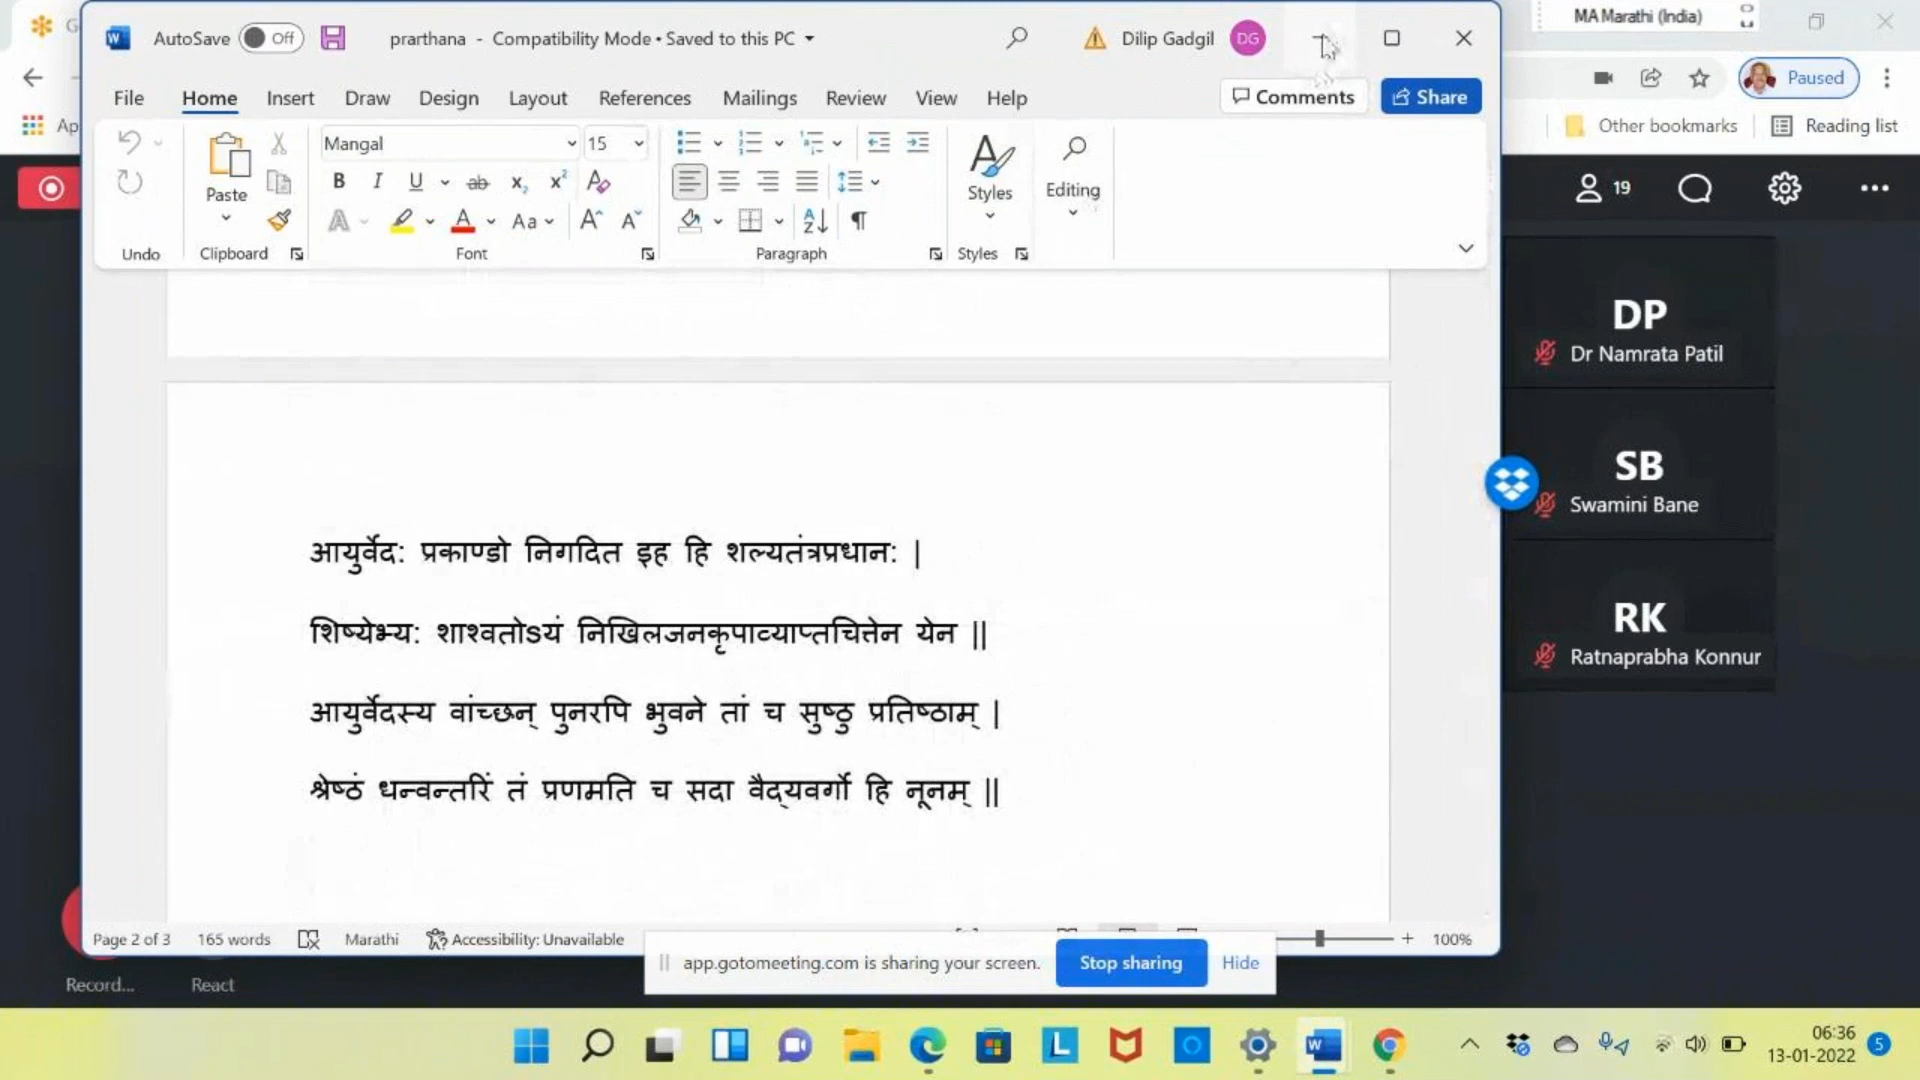 AutoSave Off prarthana - Compatibility Mode • Saved to this PC Dilip Gadgil DG
MA Marathi (India)
Paused
File Home Insert Draw Design Layout References Mailings Review View Help Comments Share
Ap Other bookmarks Reading list
Mangal 15
Paste Styles Editing
19
Undo Clipboard Font Paragraph Styles
DP
Dr Namrata Patil
SB
Swamini Bane
RK
Ratnaprabha Konnur
आयुर्वेद: प्रकाण्डो निगदित इह हि शल्यतंत्रप्रधान: |
शिष्येभ्य: शाश्वतोऽयं निखिलजनकृपाव्याप्तचित्तेन येन ||
आयुर्वेदस्य वांच्छन् पुनरपि भुवने तां च सुष्ठु प्रतिष्ठाम् |
श्रेष्ठं धन्वन्तरिं तं प्रणमति च सदा वैद्यवर्गो हि नूनम् ||
Page 2 of 3 165 words Marathi Accessibility: Unavailable 100%
app.gotomeeting.com is sharing your screen. Stop sharing Hide
Record... React
06:36
13-01-2022 5